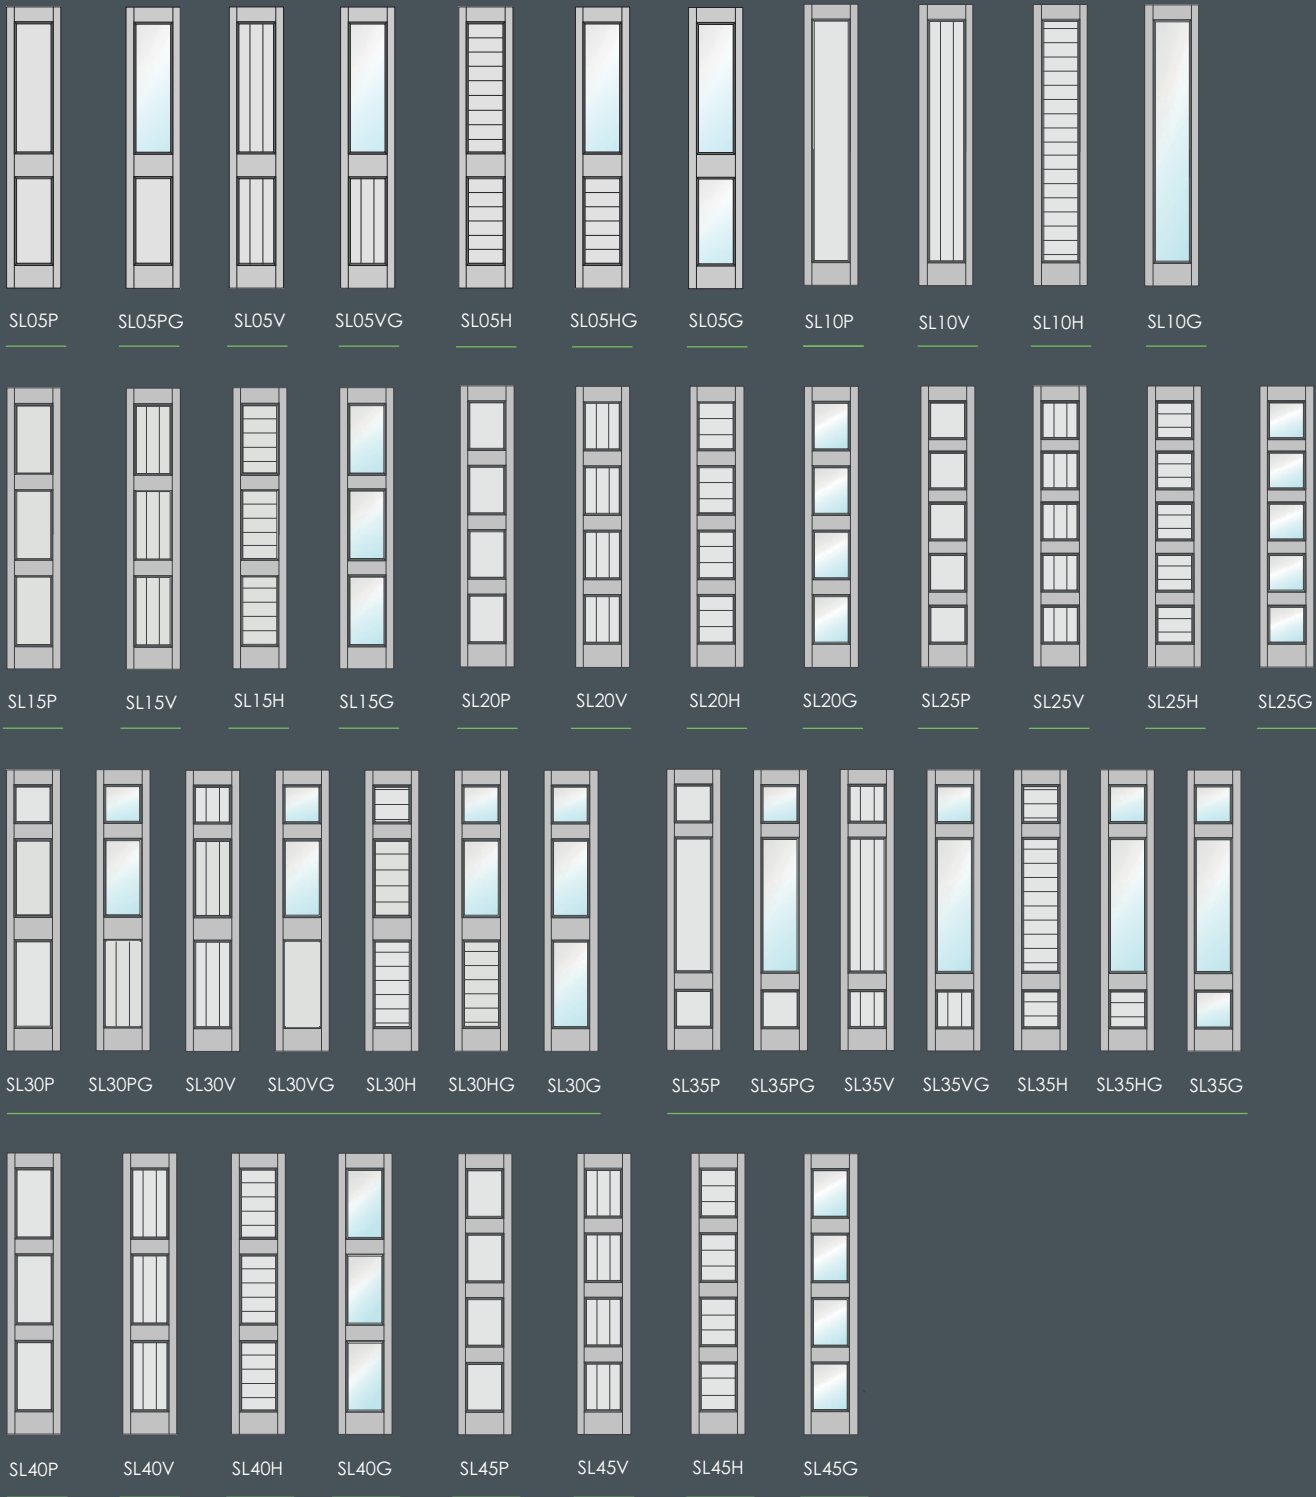 SL05P SL05PG SL05V SL05VG SL05H SL05HG SL05G SL10P SL10V SL10H SL10G
SL15P SL15V SL15H SL15G SL20P SL20V SL20H SL20G SL25P SL25V SL25H SL25G
SL30P SL30PG SL30V SL30VG SL30H SL30HG SL30G SL35P SL35PG SL35V SL35VG SL35H SL35HG SL35G
SL40P SL40V SL40H SL40G SL45P SL45V SL45H SL45G